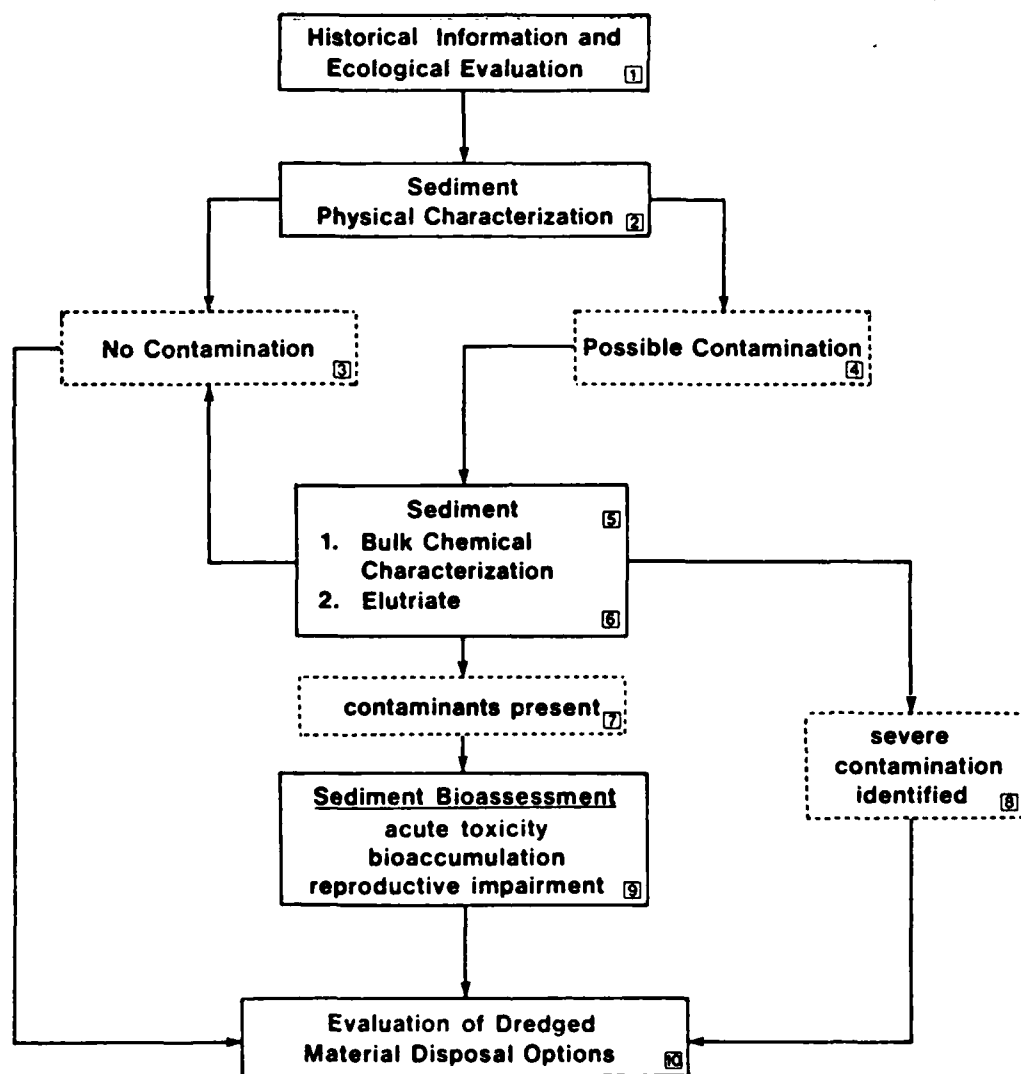 Historical Information and
Ecological Evaluation 1
Sediment
Physical Characterization 2
No Contamination
3
Possible Contamination
4
Sediment 5
1. Bulk Chemical
Characterization
2. Elutriate
6
contaminants present 7
severe
contamination
identified 8
Sediment Bioassessment
acute toxicity
bioaccumulation
reproductive impairment 9
Evaluation of Dredged
Material Disposal Options 10